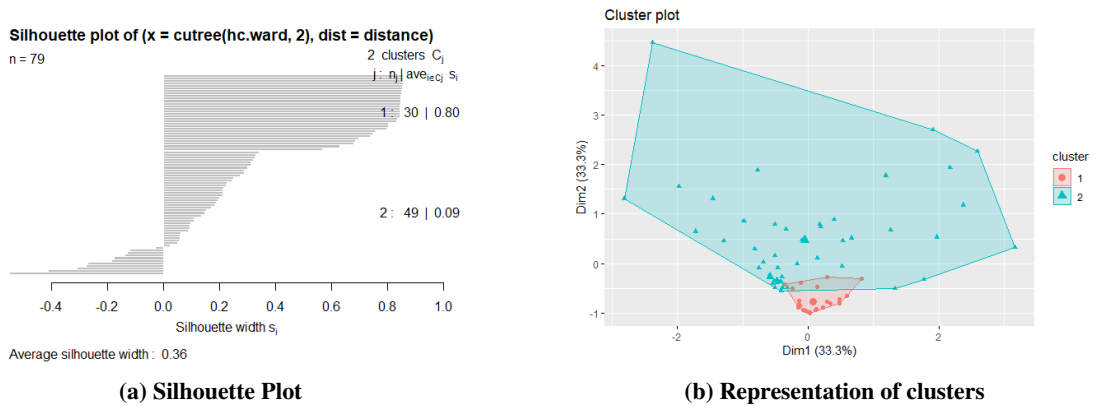 Silhouette plot of (x = cutree(hc.ward, 2), dist = distance)
n = 79
2 clusters Cj
j : nj | avei∈Cj si
1 : 30 | 0.80
2 : 49 | 0.09
-0.4 -0.2 0.0 0.2 0.4 0.6 0.8 1.0
Silhouette width si
Average silhouette width : 0.36
(a) Silhouette Plot
Cluster plot
4
3
2
1
0
-1
Dim2 (33.3%)
-2 0 2
Dim1 (33.3%)
cluster
1
2
(b) Representation of clusters